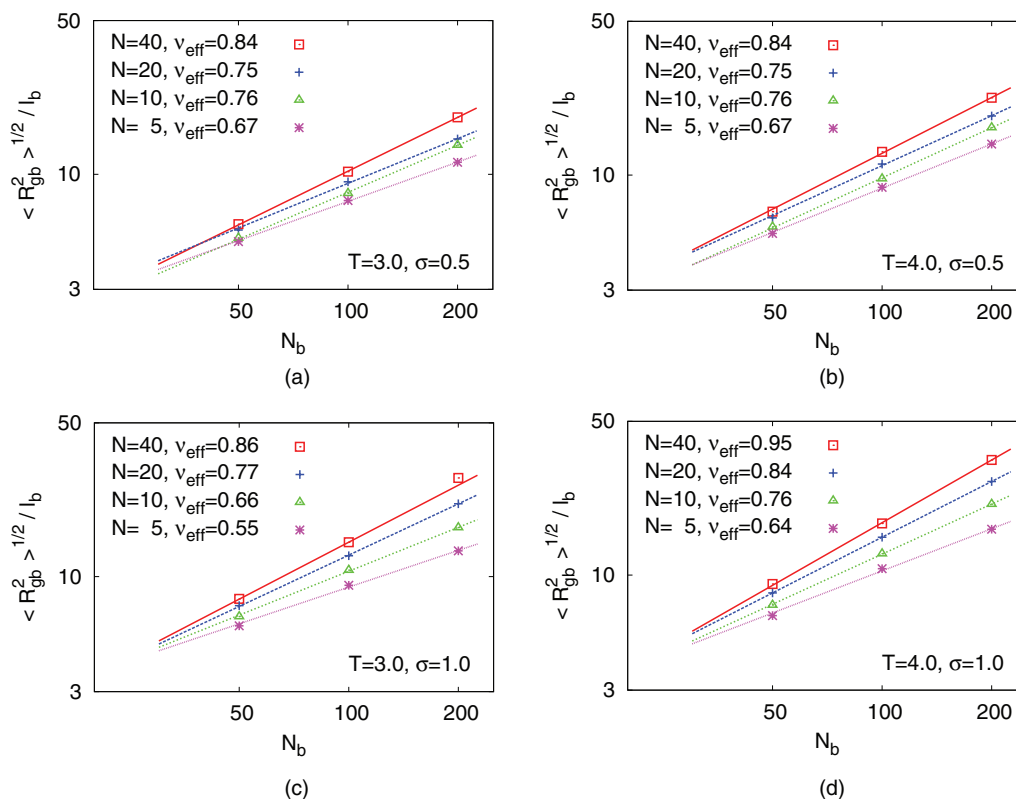 50
10
3
50
100
200
< R²gb >1/2 / lb
Nb
N=40, νeff=0.84
N=20, νeff=0.75
N=10, νeff=0.76
N= 5, νeff=0.67
T=3.0, σ=0.5
(a)
50
10
3
50
100
200
< R²gb >1/2 / lb
Nb
N=40, νeff=0.84
N=20, νeff=0.75
N=10, νeff=0.76
N= 5, νeff=0.67
T=4.0, σ=0.5
(b)
50
10
3
50
100
200
< R²gb >1/2 / lb
Nb
N=40, νeff=0.86
N=20, νeff=0.77
N=10, νeff=0.66
N= 5, νeff=0.55
T=3.0, σ=1.0
(c)
50
10
3
50
100
200
< R²gb >1/2 / lb
Nb
N=40, νeff=0.95
N=20, νeff=0.84
N=10, νeff=0.76
N= 5, νeff=0.64
T=4.0, σ=1.0
(d)